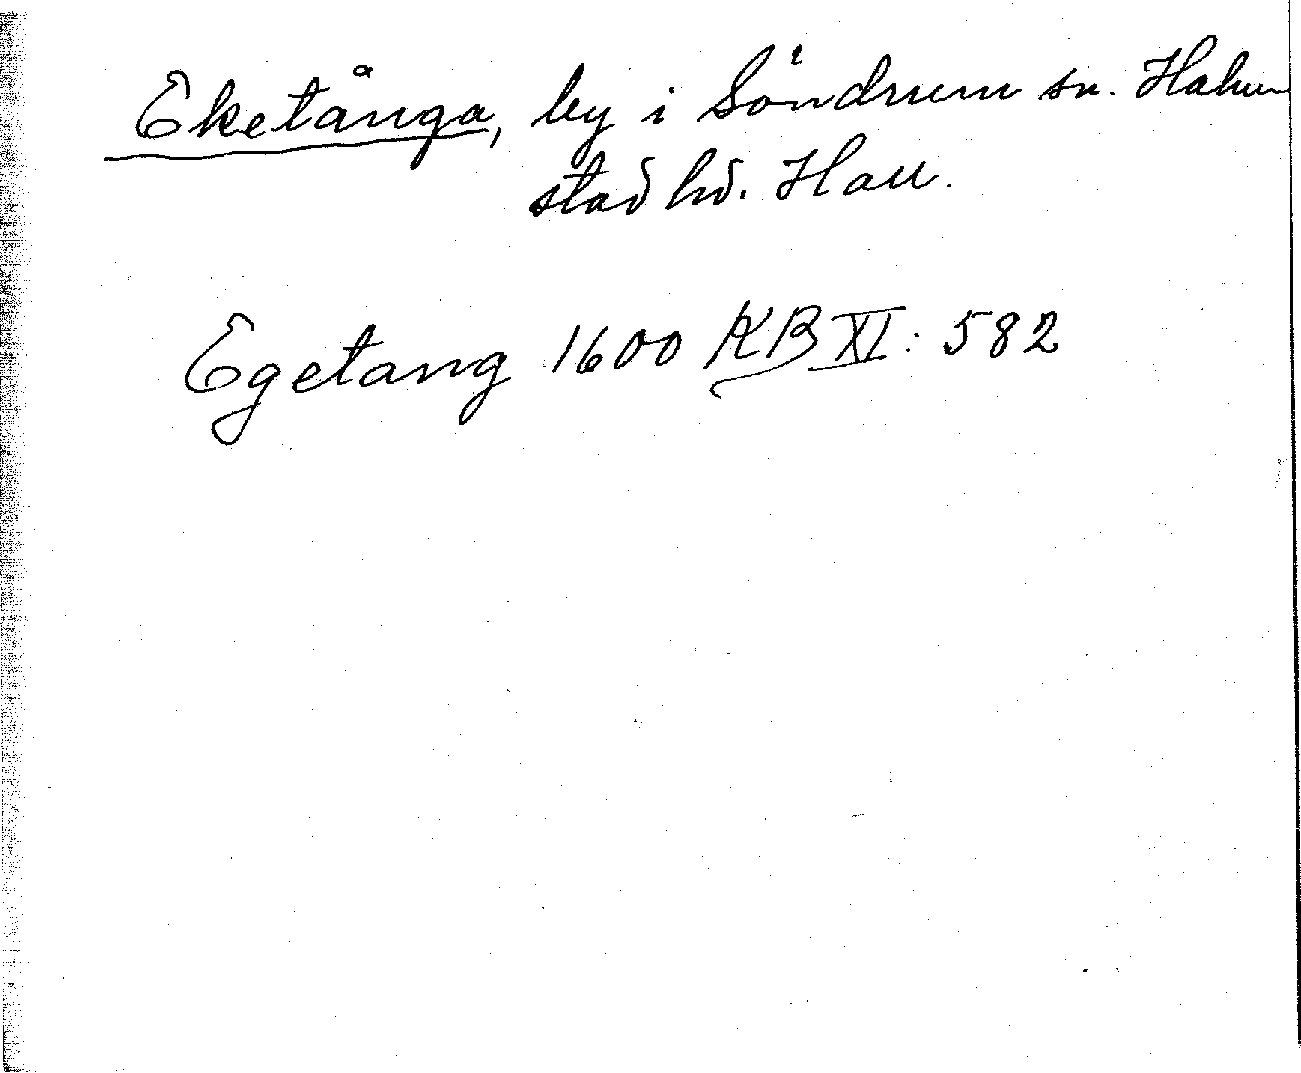 Eketånga, by i Söndrum sn. Halm
stad hd. Hall.
Egetang 1600 KB XI: 582